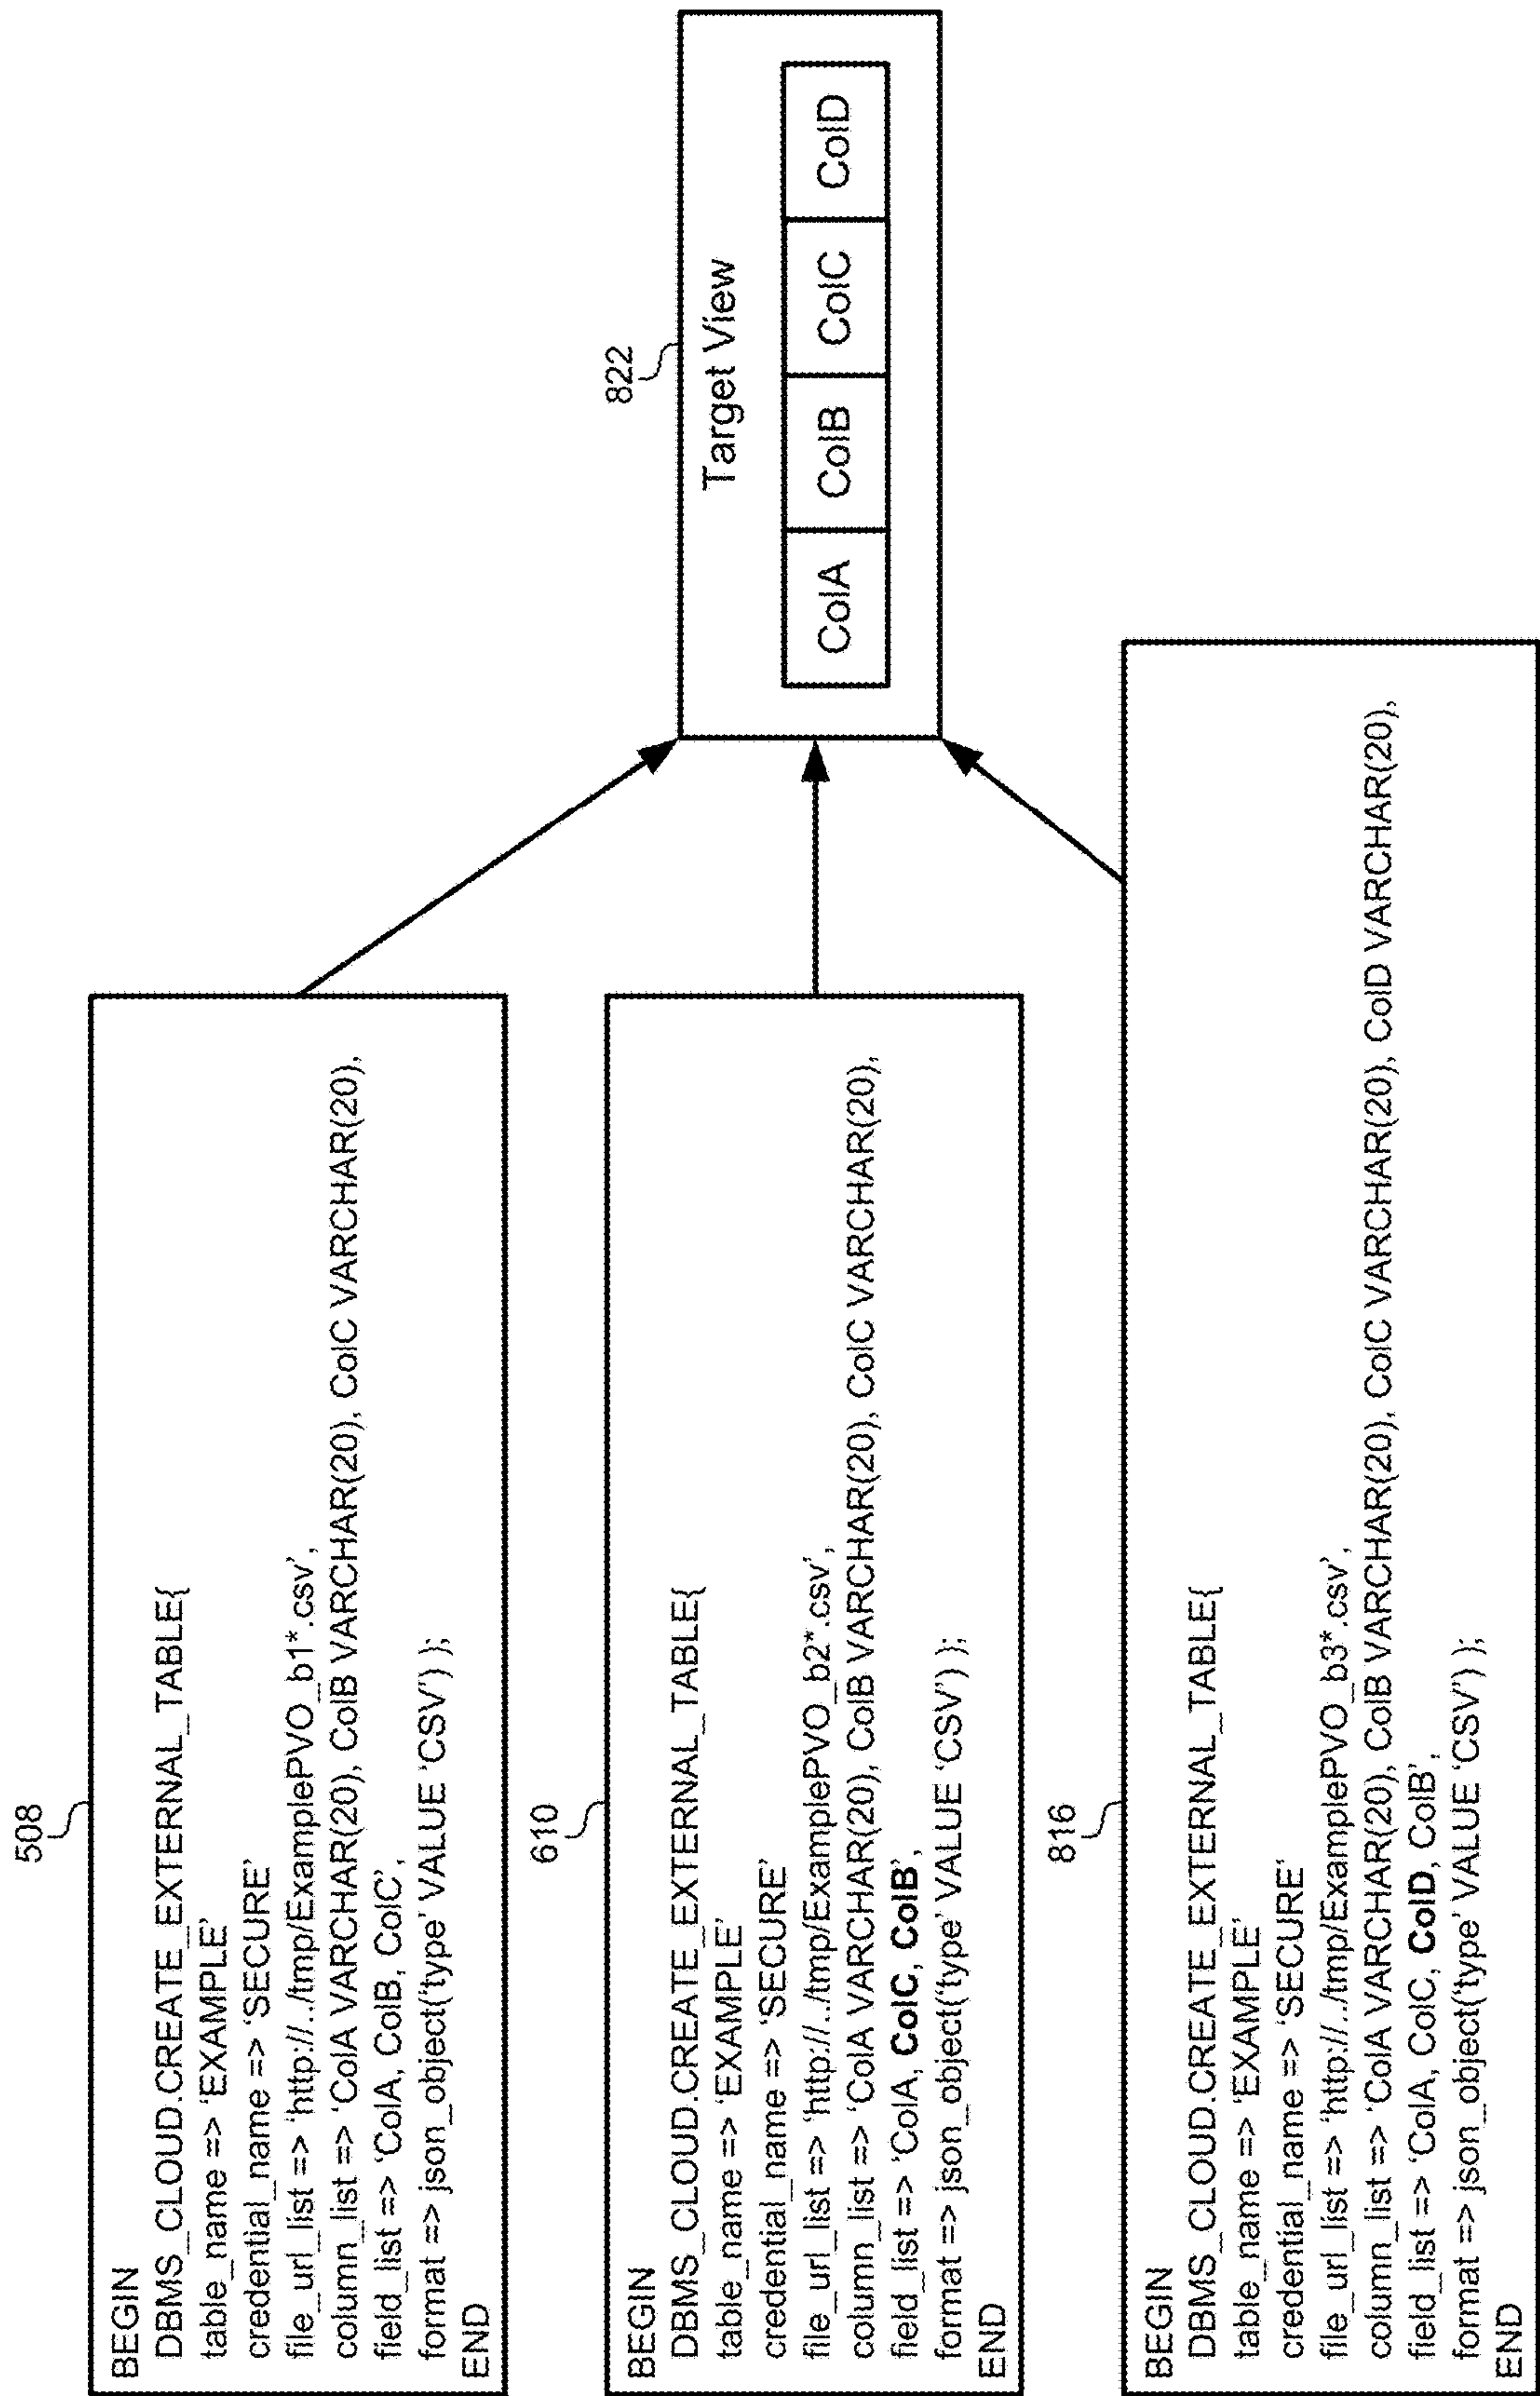 508
BEGIN
DBMS_CLOUD.CREATE_EXTERNAL_TABLE{
table_name => ‘EXAMPLE’
credential_name => ‘SECURE’
file_url_list => ‘http://../tmp/ExamplePVO_b1*.csv’,
column_list => ‘ColA VARCHAR(20), ColB VARCHAR(20), ColC VARCHAR(20),
field_list => ‘ColA, ColB, ColC’,
format => json_object(‘type’ VALUE ‘CSV’) };
END
610
BEGIN
DBMS_CLOUD.CREATE_EXTERNAL_TABLE{
table_name => ‘EXAMPLE’
credential_name => ‘SECURE’
file_url_list => ‘http://../tmp/ExamplePVO_b2*.csv’,
column_list => ‘ColA VARCHAR(20), ColB VARCHAR(20), ColC VARCHAR(20),
field_list => ‘ColA, ColC, ColB’,
format => json_object(‘type’ VALUE ‘CSV’) };
END
816
BEGIN
DBMS_CLOUD.CREATE_EXTERNAL_TABLE{
table_name => ‘EXAMPLE’
credential_name => ‘SECURE’
file_url_list => ‘http://../tmp/ExamplePVO_b3*.csv’,
column_list => ‘ColA VARCHAR(20), ColB VARCHAR(20), ColC VARCHAR(20), ColD VARCHAR(20),
field_list => ‘ColA, ColC, ColD, ColB’,
format => json_object(‘type’ VALUE ‘CSV’) };
END
822
Target View
ColA ColB ColC ColD